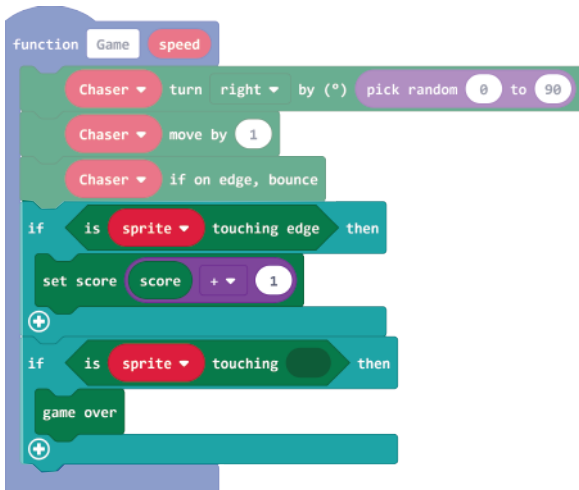 function Game speed
Chaser turn right by (°) pick random 0 to 90
Chaser move by 1
Chaser if on edge, bounce
if is sprite touching edge then
set score score + 1
if is sprite touching then
game over